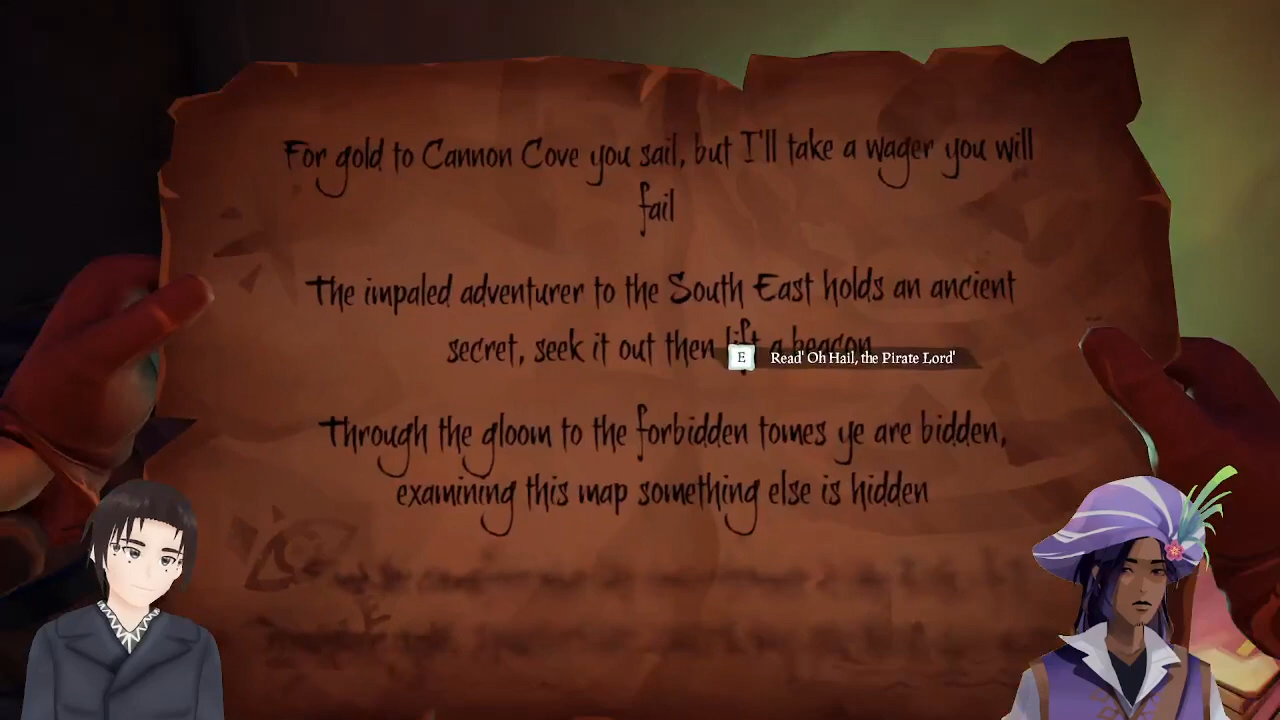 For gold to Cannon Cove you sail, but I'll take a wager you will
fail
The impaled adventurer to the South East holds an ancient
secret, seek it out then lift a beacon
E Read' Oh Hail, the Pirate Lord'
Through the gloom to the forbidden tomes ye are bidden,
examining this map something else is hidden